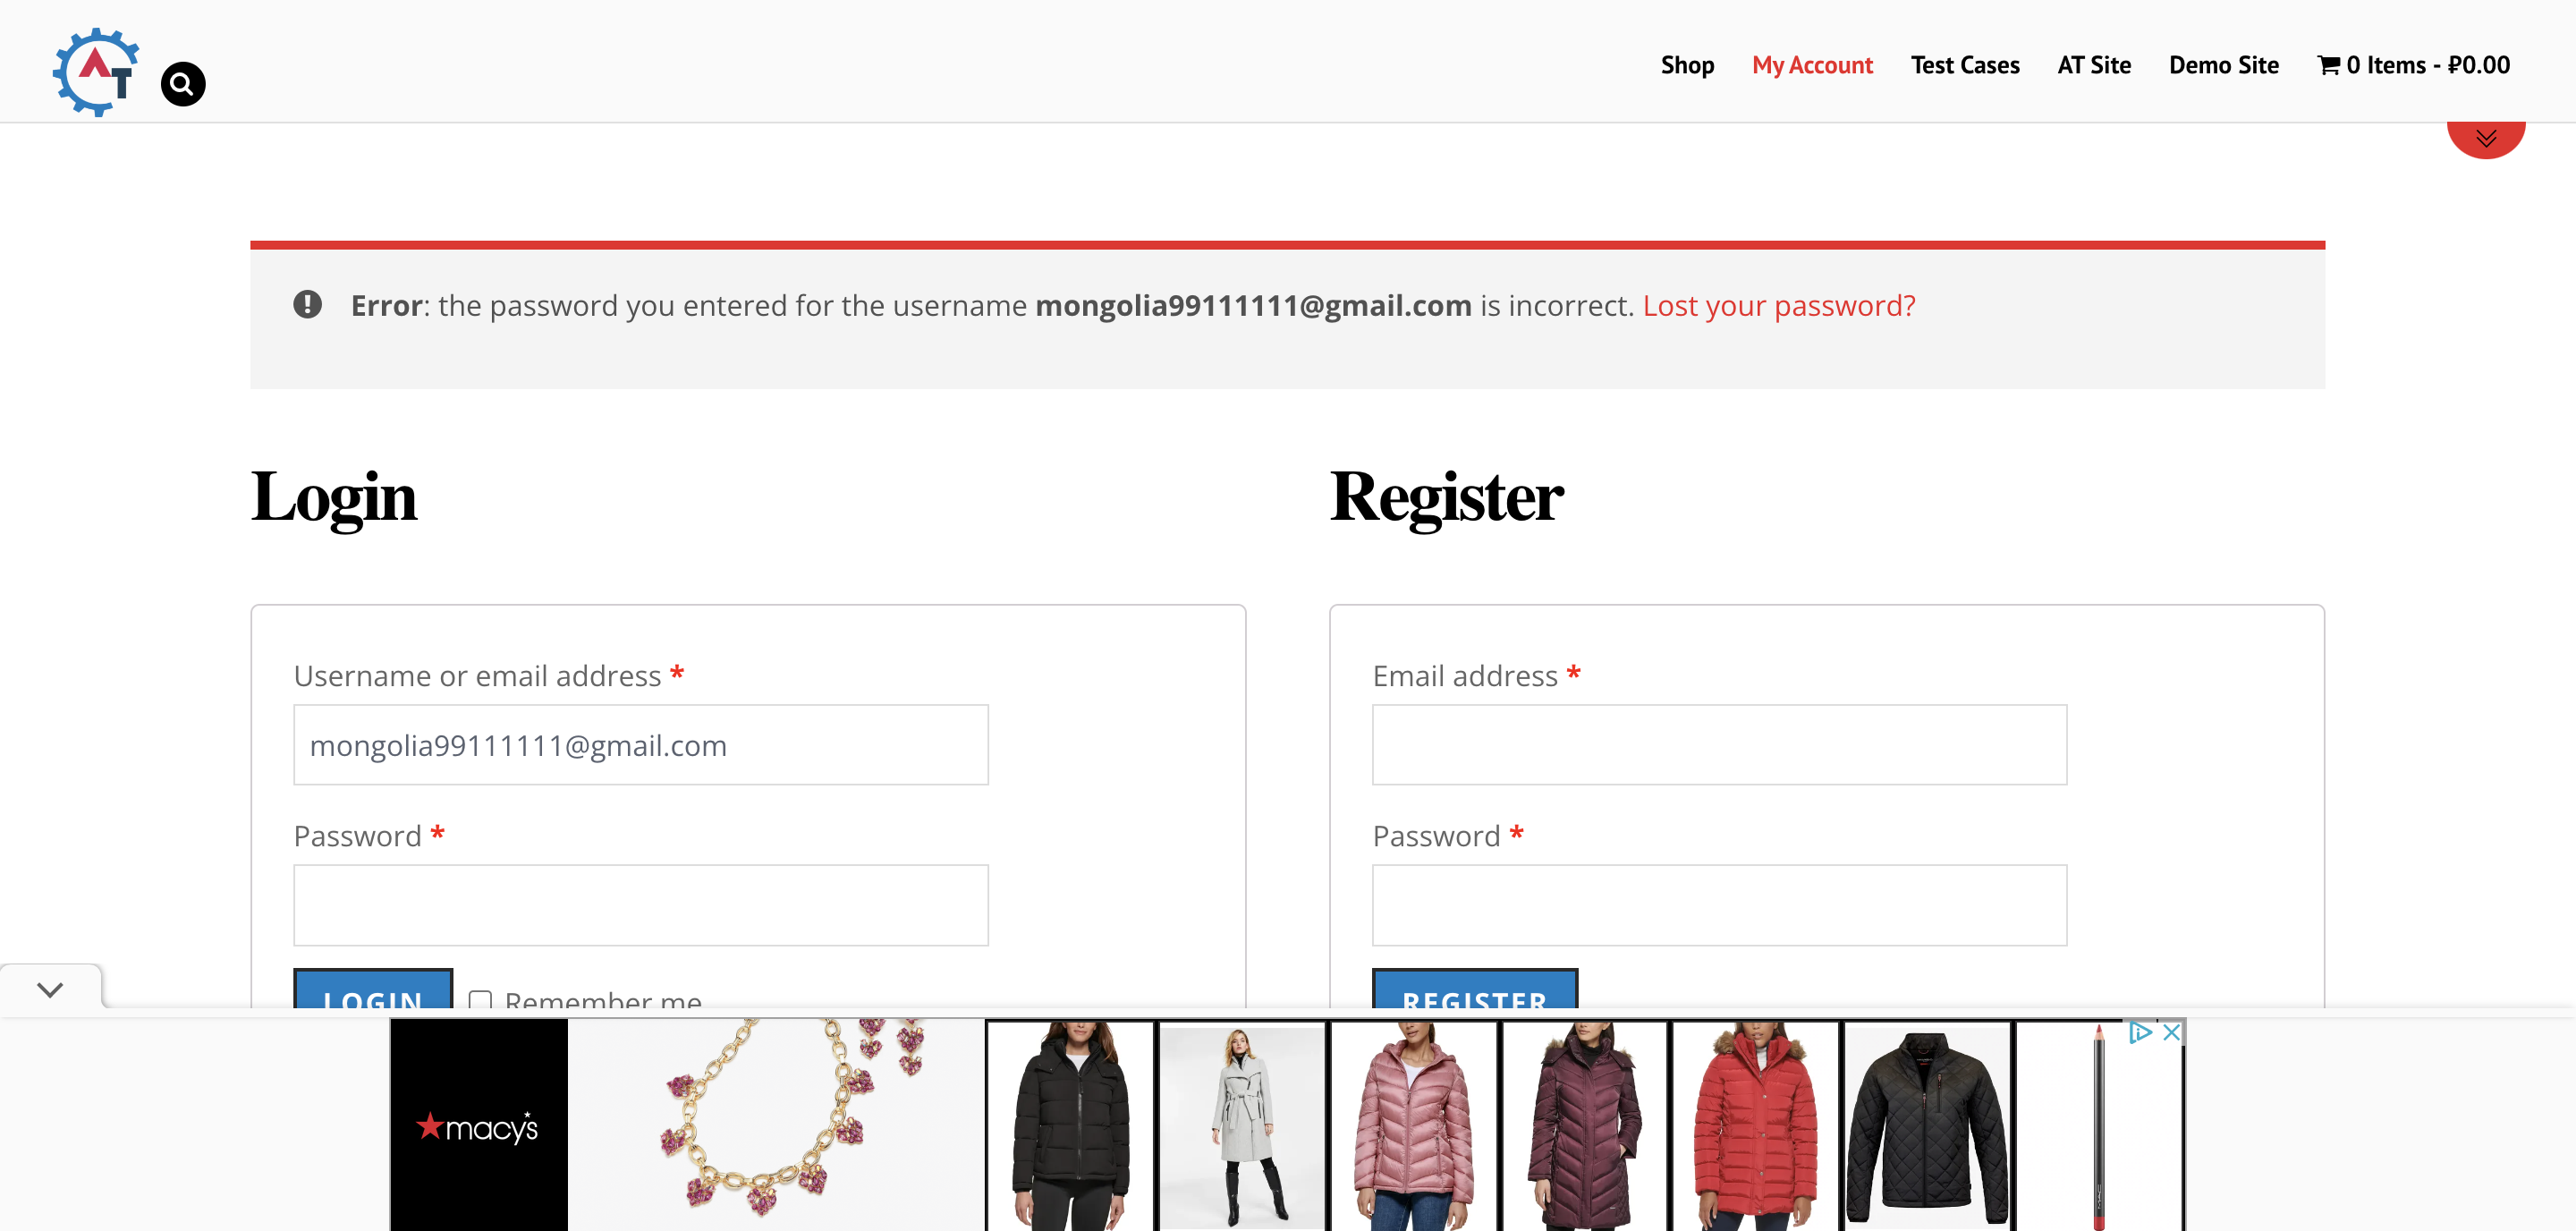 AT
Shop My Account Test Cases AT Site Demo Site 0 Items - ₽0.00
Error: the password you entered for the username mongolia99111111@gmail.com is incorrect. Lost your password?
Login
Register
Username or email address *
mongolia99111111@gmail.com
Password *
LOGIN Remember me
Email address *
Password *
REGISTER
macy's